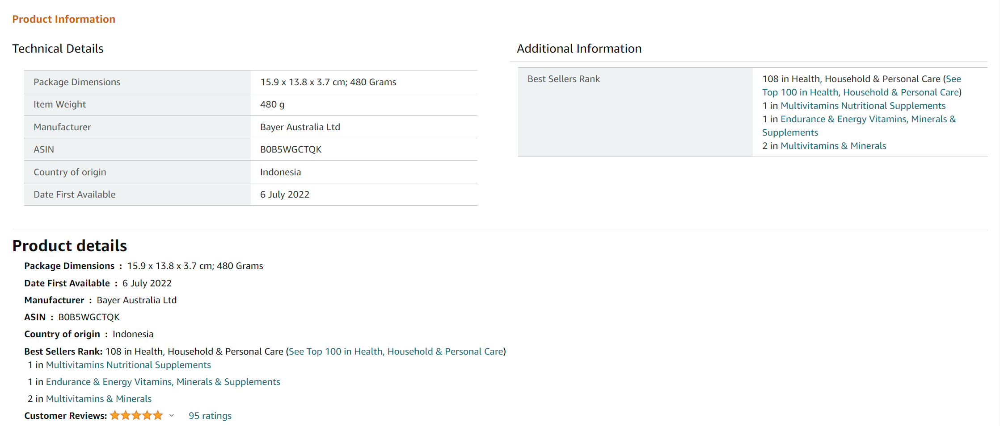 Product Information
Technical Details
Package Dimensions 15.9 x 13.8 x 3.7 cm; 480 Grams
Item Weight 480 g
Manufacturer Bayer Australia Ltd
ASIN B0B5WGCTQK
Country of origin Indonesia
Date First Available 6 July 2022
Additional Information
Best Sellers Rank 108 in Health, Household & Personal Care (See
Top 100 in Health, Household & Personal Care)
1 in Multivitamins Nutritional Supplements
1 in Endurance & Energy Vitamins, Minerals &
Supplements
2 in Multivitamins & Minerals
Product details
Package Dimensions : 15.9 x 13.8 x 3.7 cm; 480 Grams
Date First Available : 6 July 2022
Manufacturer : Bayer Australia Ltd
ASIN : B0B5WGCTQK
Country of origin : Indonesia
Best Sellers Rank: 108 in Health, Household & Personal Care (See Top 100 in Health, Household & Personal Care)
1 in Multivitamins Nutritional Supplements
1 in Endurance & Energy Vitamins, Minerals & Supplements
2 in Multivitamins & Minerals
Customer Reviews: 95 ratings